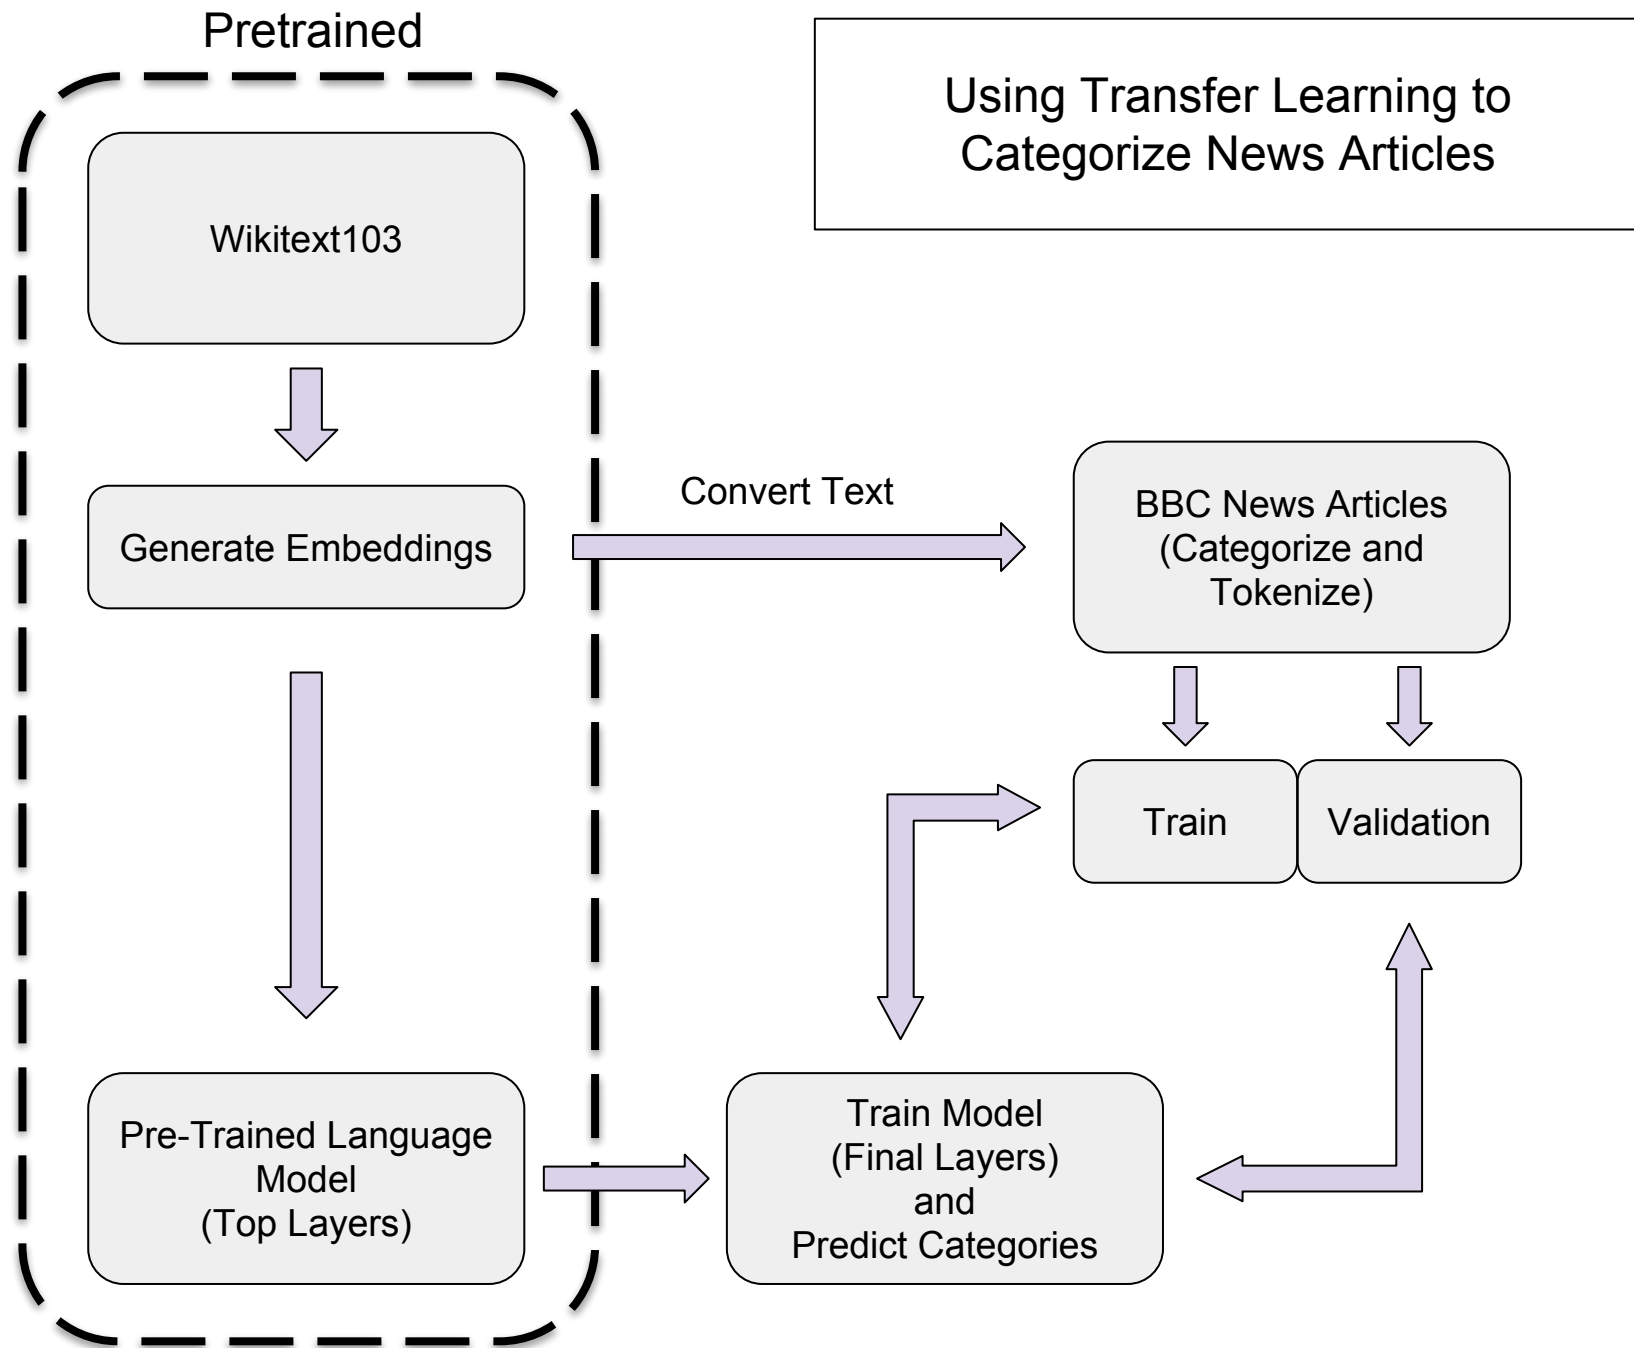 Pretrained
Using Transfer Learning to
Categorize News Articles
Wikitext103
Generate Embeddings
Convert Text
BBC News Articles
(Categorize and
Tokenize)
Train
Validation
Pre-Trained Language
Model
(Top Layers)
Train Model
(Final Layers)
and
Predict Categories